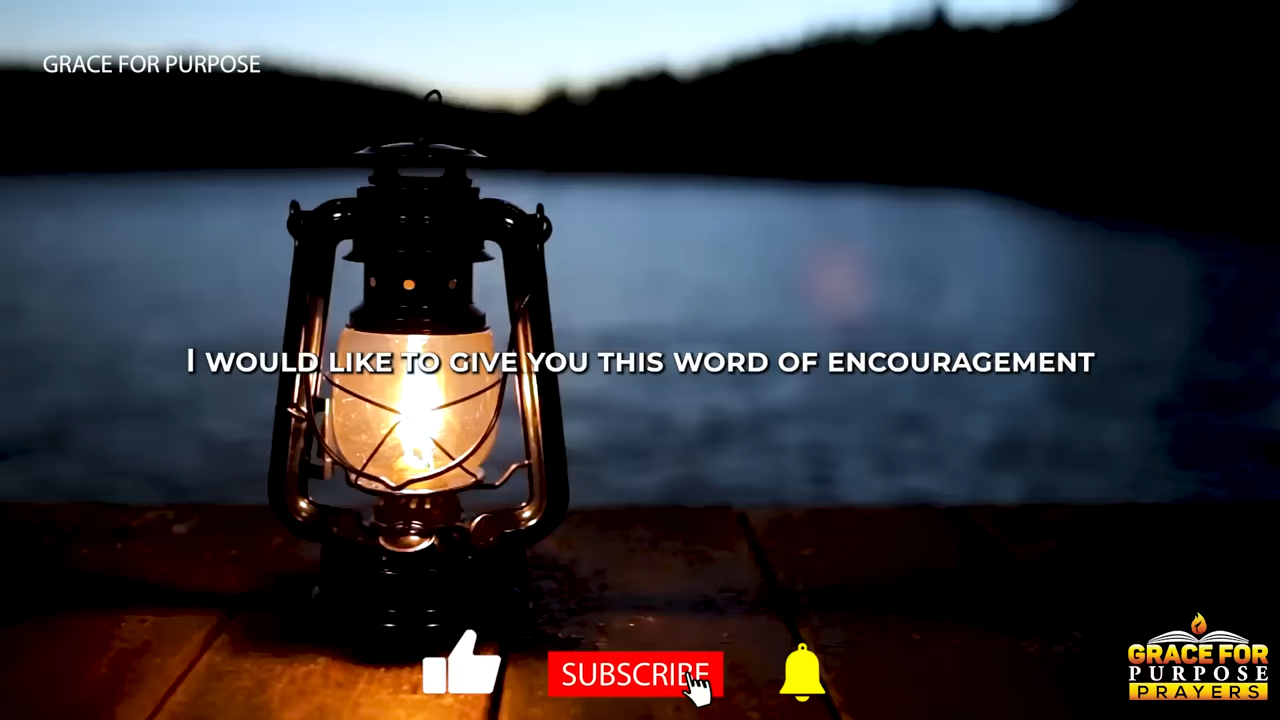 GRACE FOR PURPOSE
I WOULD LIKE TO GIVE YOU THIS WORD OF ENCOURAGEMENT
SUBSCRIBE
GRACE FOR
PURPOSE
PRAYERS